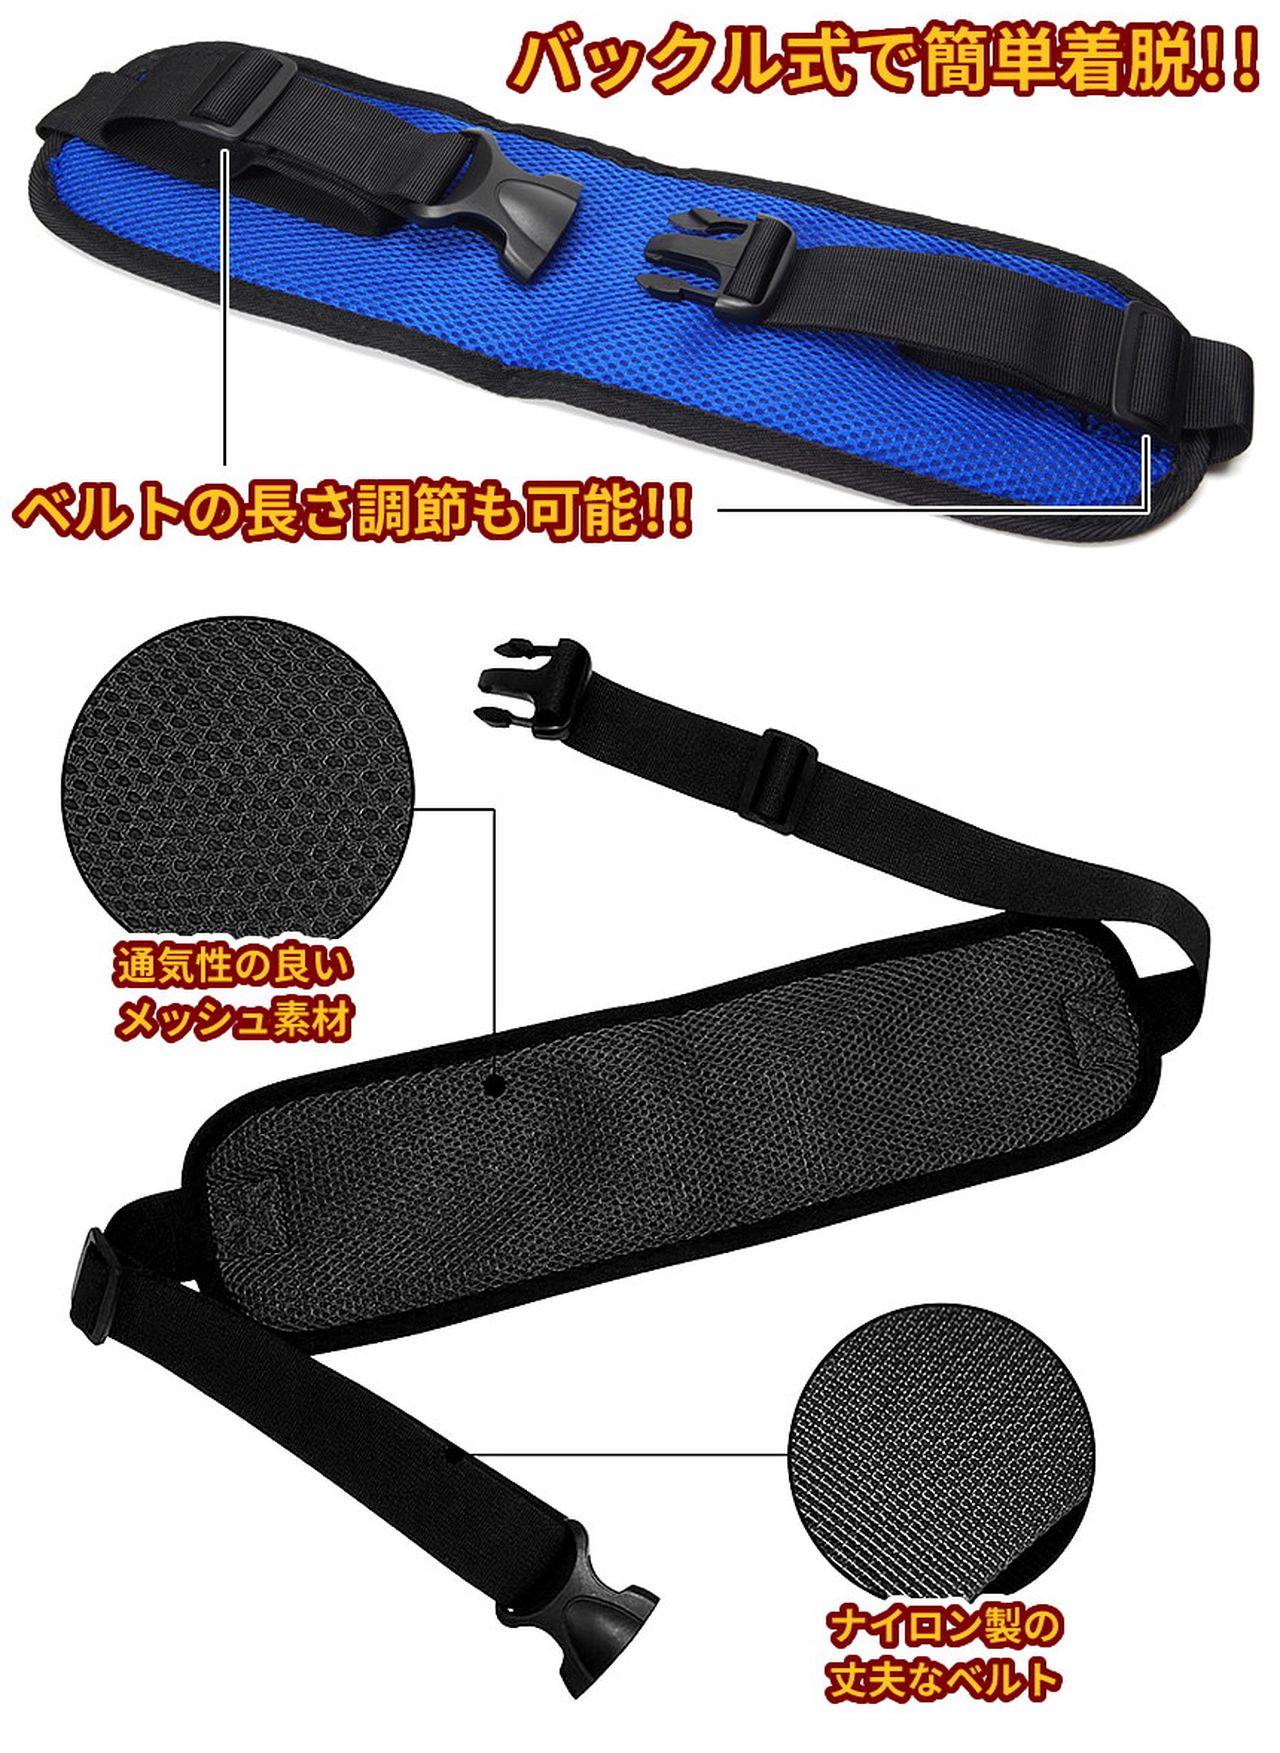 バックル式で簡単着脱!!
ベルトの長さ調節も可能!!
通気性の良い
メッシュ素材
ナイロン製の
丈夫なベルト